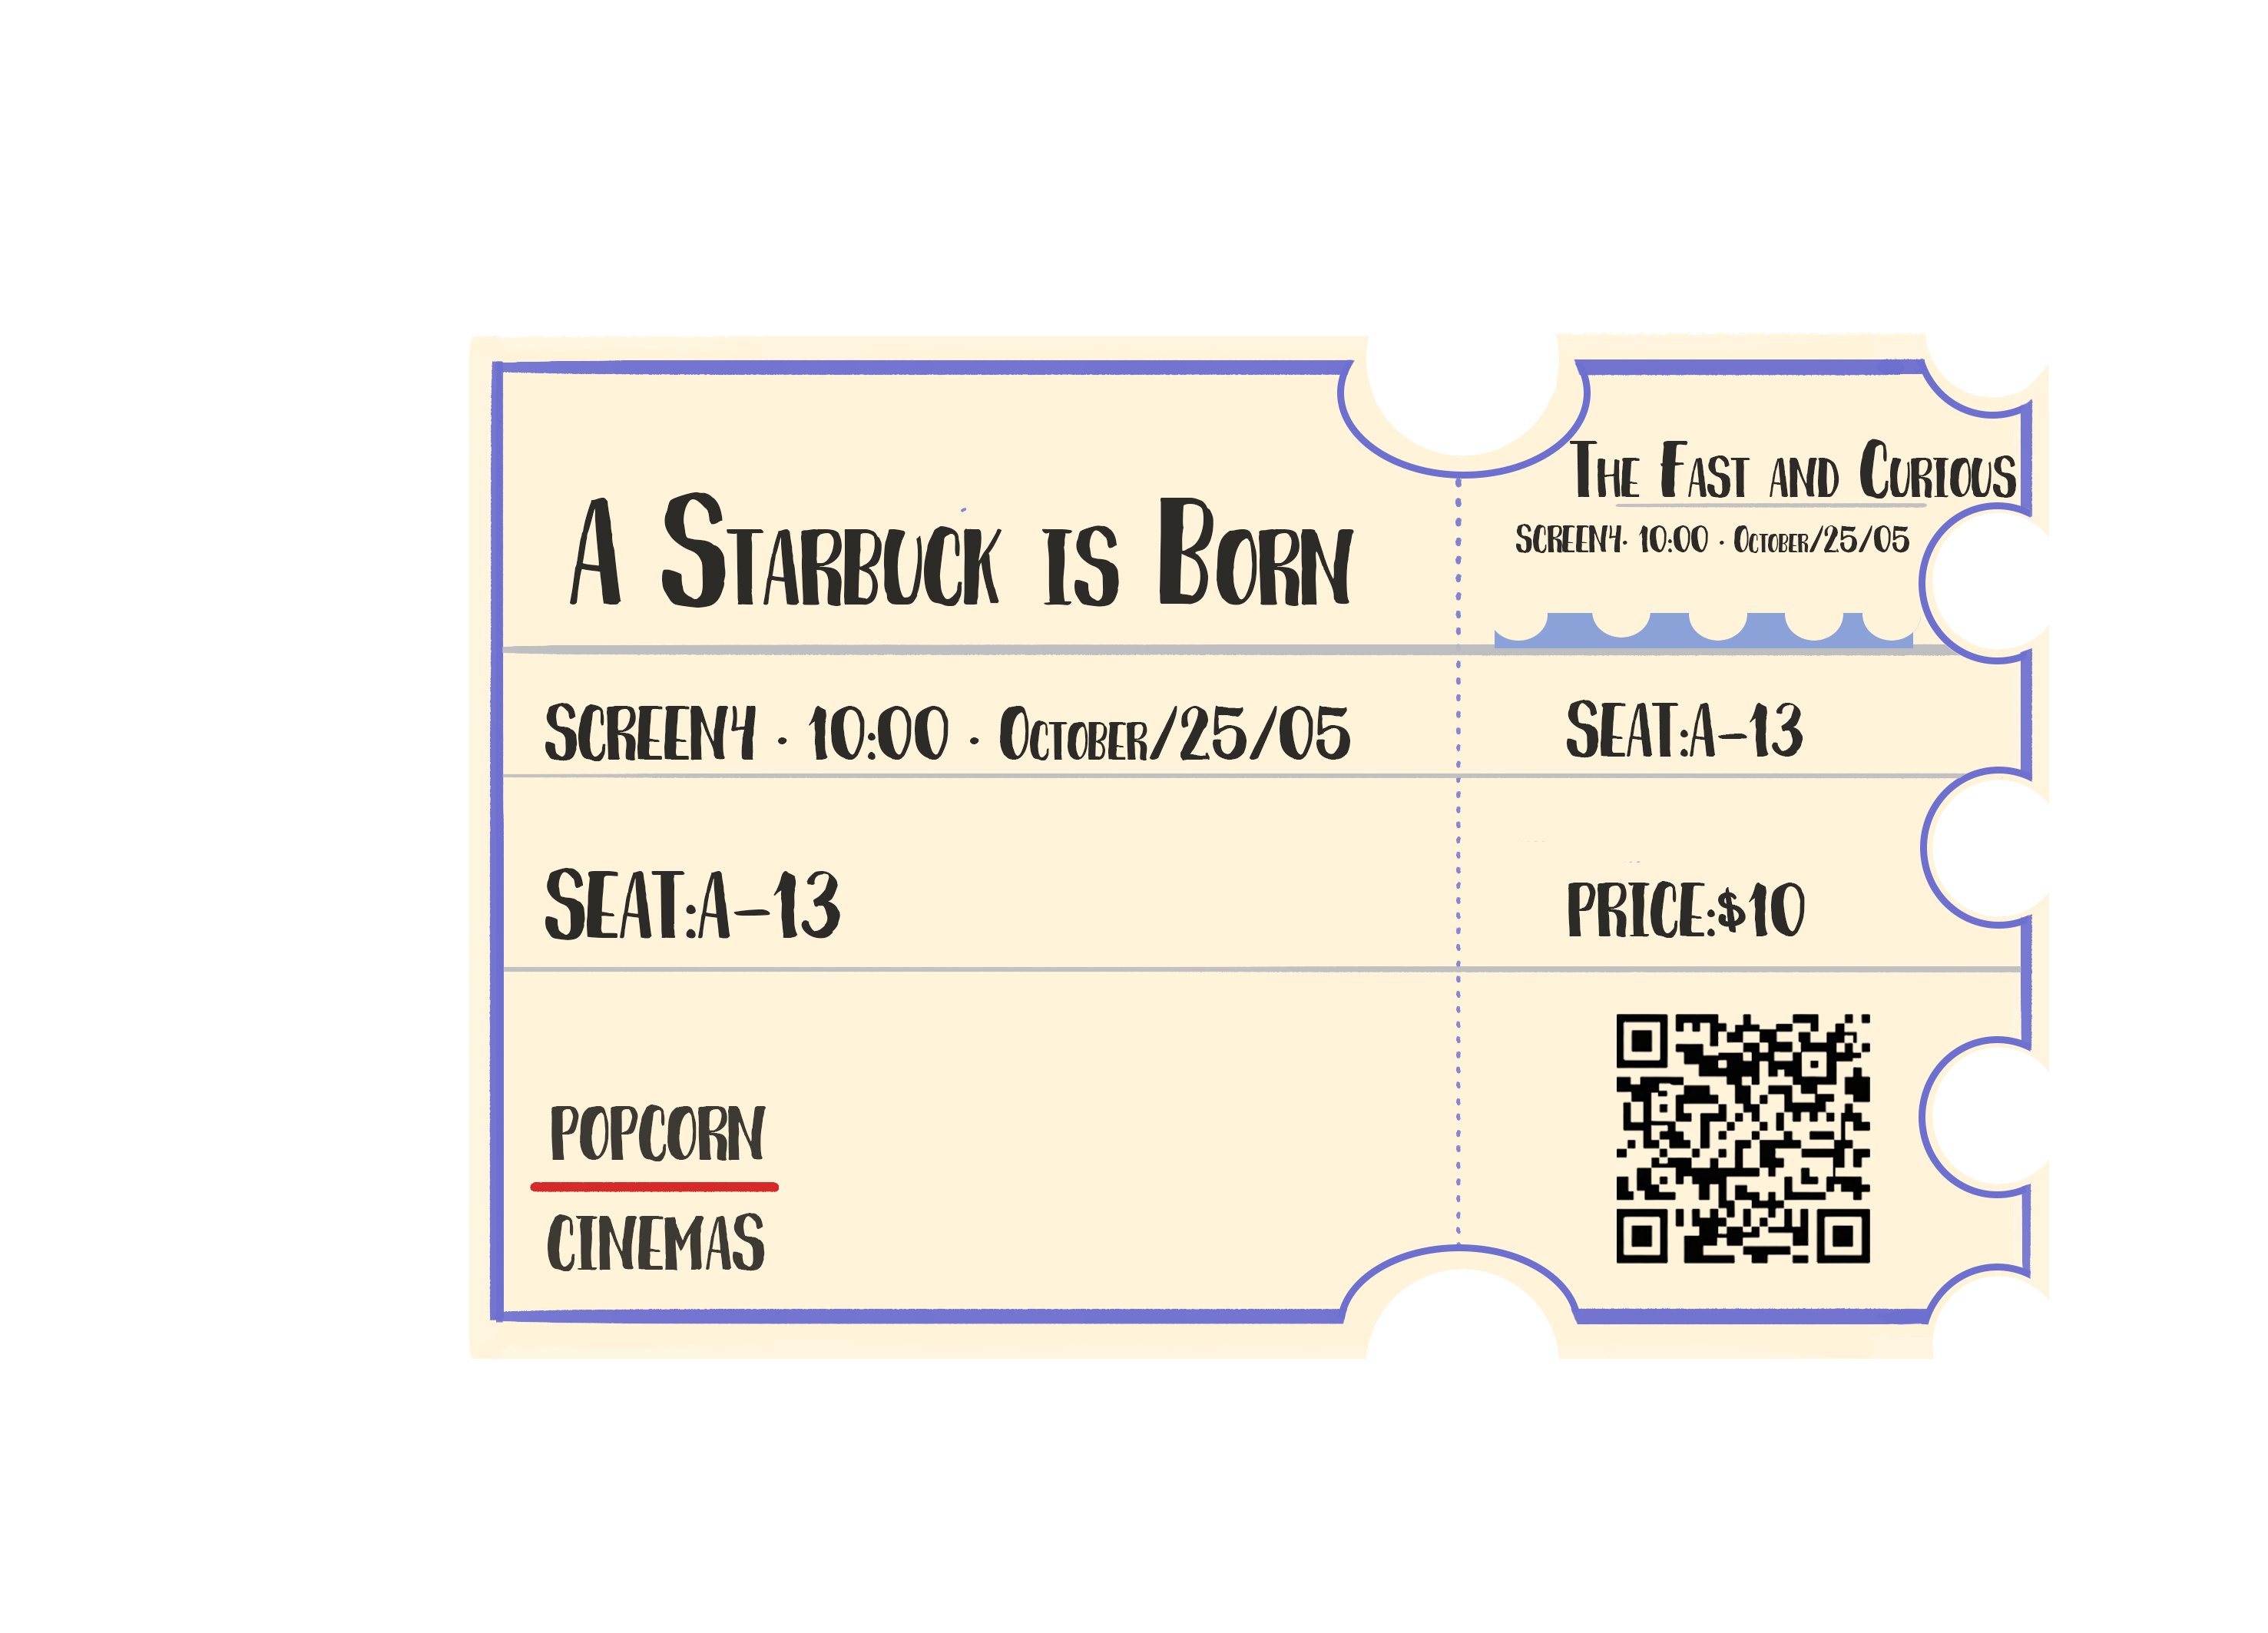 A Starbuck is Born
SCREEN4 · 10:00 · October/25/05
SEAT:A-13
POPCORN
CINEMAS
The Fast and Curious
SCREEN4· 10:00 · October/25/05
SEAT:A-13
PRICE:$10